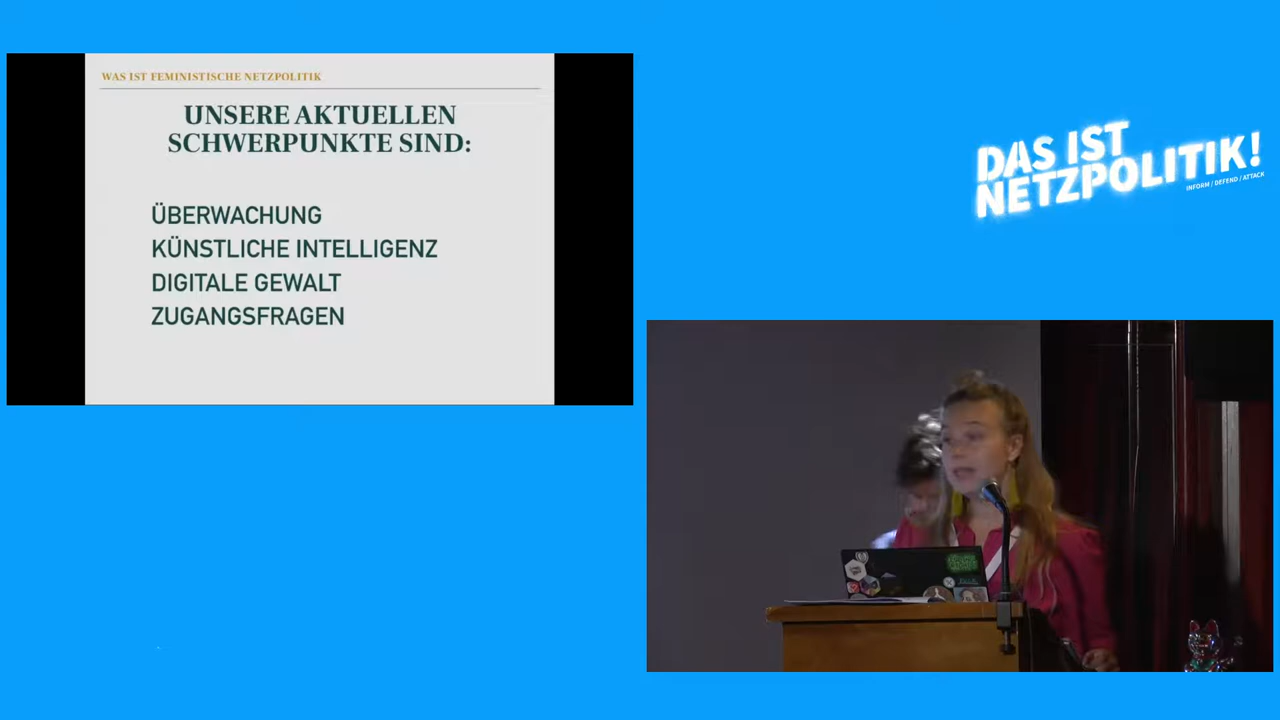 WAS IST FEMINISTISCHE NETZPOLITIK
UNSERE AKTUELLEN
SCHWERPUNKTE SIND:
ÜBERWACHUNG
KÜNSTLICHE INTELLIGENZ
DIGITALE GEWALT
ZUGANGSFRAGEN
DAS IST
NETZPOLITIK!
INFORM / DEFEND / ATTACK